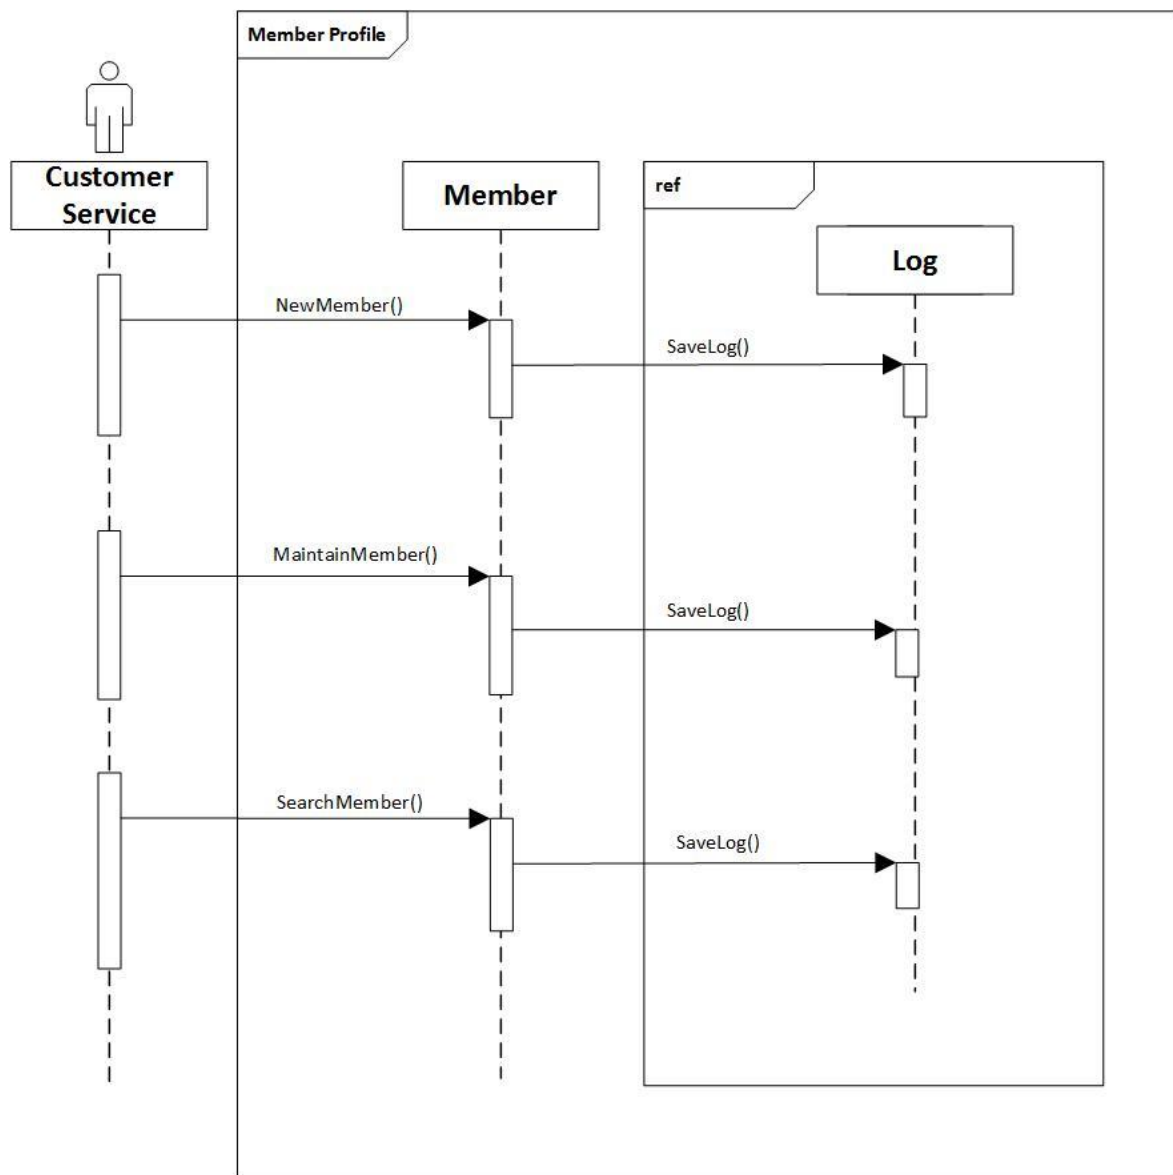 Member Profile
Customer
Service
Member
ref
Log
NewMember()
SaveLog()
MaintainMember()
SaveLog()
SearchMember()
SaveLog()